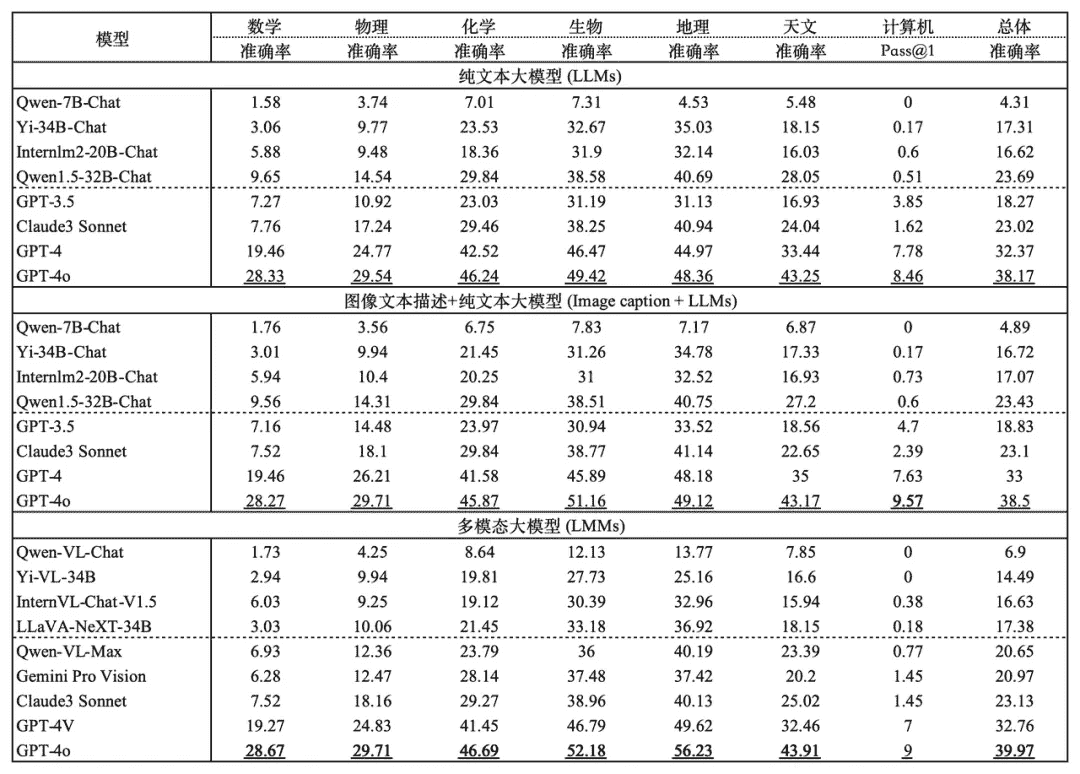 模型 数学 物理 化学 生物 地理 天文 计算机 总体
准确率 准确率 准确率 准确率 准确率 准确率 Pass@1 准确率
纯文本大模型 (LLMs)
Qwen-7B-Chat 1.58 3.74 7.01 7.31 4.53 5.48 0 4.31
Yi-34B-Chat 3.06 9.77 23.53 32.67 35.03 18.15 0.17 17.31
Internlm2-20B-Chat 5.88 9.48 18.36 31.9 32.14 16.03 0.6 16.62
Qwen1.5-32B-Chat 9.65 14.54 29.84 38.58 40.69 28.05 0.51 23.69
GPT-3.5 7.27 10.92 23.03 31.19 31.13 16.93 3.85 18.27
Claude3 Sonnet 7.76 17.24 29.46 38.25 40.94 24.04 1.62 23.02
GPT-4 19.46 24.77 42.52 46.47 44.97 33.44 7.78 32.37
GPT-4o 28.33 29.54 46.24 49.42 48.36 43.25 8.46 38.17
图像文本描述+纯文本大模型 (Image caption + LLMs)
Qwen-7B-Chat 1.76 3.56 6.75 7.83 7.17 6.87 0 4.89
Yi-34B-Chat 3.01 9.94 21.45 31.26 34.78 17.33 0.17 16.72
Internlm2-20B-Chat 5.94 10.4 20.25 31 32.52 16.93 0.73 17.07
Qwen1.5-32B-Chat 9.56 14.31 29.84 38.51 40.75 27.2 0.6 23.43
GPT-3.5 7.16 14.48 23.97 30.94 33.52 18.56 4.7 18.83
Claude3 Sonnet 7.52 18.1 29.84 38.77 41.14 22.65 2.39 23.1
GPT-4 19.46 26.21 41.58 45.89 48.18 35 7.63 33
GPT-4o 28.27 29.71 45.87 51.16 49.12 43.17 9.57 38.5
多模态大模型 (LMMs)
Qwen-VL-Chat 1.73 4.25 8.64 12.13 13.77 7.85 0 6.9
Yi-VL-34B 2.94 9.94 19.81 27.73 25.16 16.6 0 14.49
InternVL-Chat-V1.5 6.03 9.25 19.12 30.39 32.96 15.94 0.38 16.63
LLaVA-NeXT-34B 3.03 10.06 21.45 33.18 36.92 18.15 0.18 17.38
Qwen-VL-Max 6.93 12.36 23.79 36 40.19 23.39 0.77 20.65
Gemini Pro Vision 6.28 12.47 28.14 37.48 37.42 20.2 1.45 20.97
Claude3 Sonnet 7.52 18.16 29.27 38.96 40.13 25.02 1.45 23.13
GPT-4V 19.27 24.83 41.45 46.79 49.62 32.46 7 32.76
GPT-4o 28.67 29.71 46.69 52.18 56.23 43.91 9 39.97